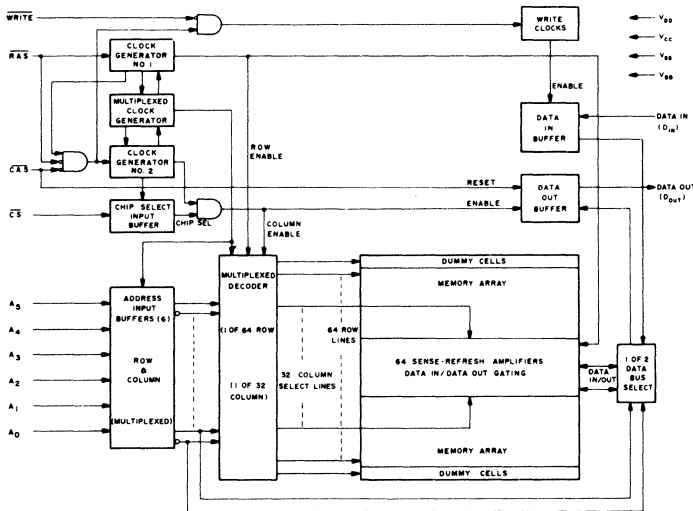 WRITE
RAS
CLOCK
GENERATOR
NO. 1
MULTIPLEXED
CLOCK
GENERATOR
CLOCK
GENERATOR
NO. 2
CAS
CS
CHIP SELECT
INPUT
BUFFER
CHIP SEL
ROW
ENABLE
COLUMN
ENABLE
WRITE
CLOCKS
ENABLE
VDD
VCC
VSS
VBB
DATA
IN
BUFFER
DATA IN
(DIN)
RESET
ENABLE
DATA
OUT
BUFFER
DATA OUT
(DOUT)
A5
A4
A3
A2
A1
A0
ADDRESS
INPUT
BUFFERS (6)
ROW
&
COLUMN
(MULTIPLEXED)
MULTIPLEXED
DECODER
(1 OF 64 ROW
(1 OF 32
COLUMN)
64 ROW
LINES
32 COLUMN
SELECT LINES
DUMMY CELLS
MEMORY ARRAY
64 SENSE-REFRESH AMPLIFIERS
DATA IN/DATA OUT GATING
MEMORY ARRAY
DUMMY CELLS
DATA
IN/OUT
1 OF 2
DATA
BUS
SELECT